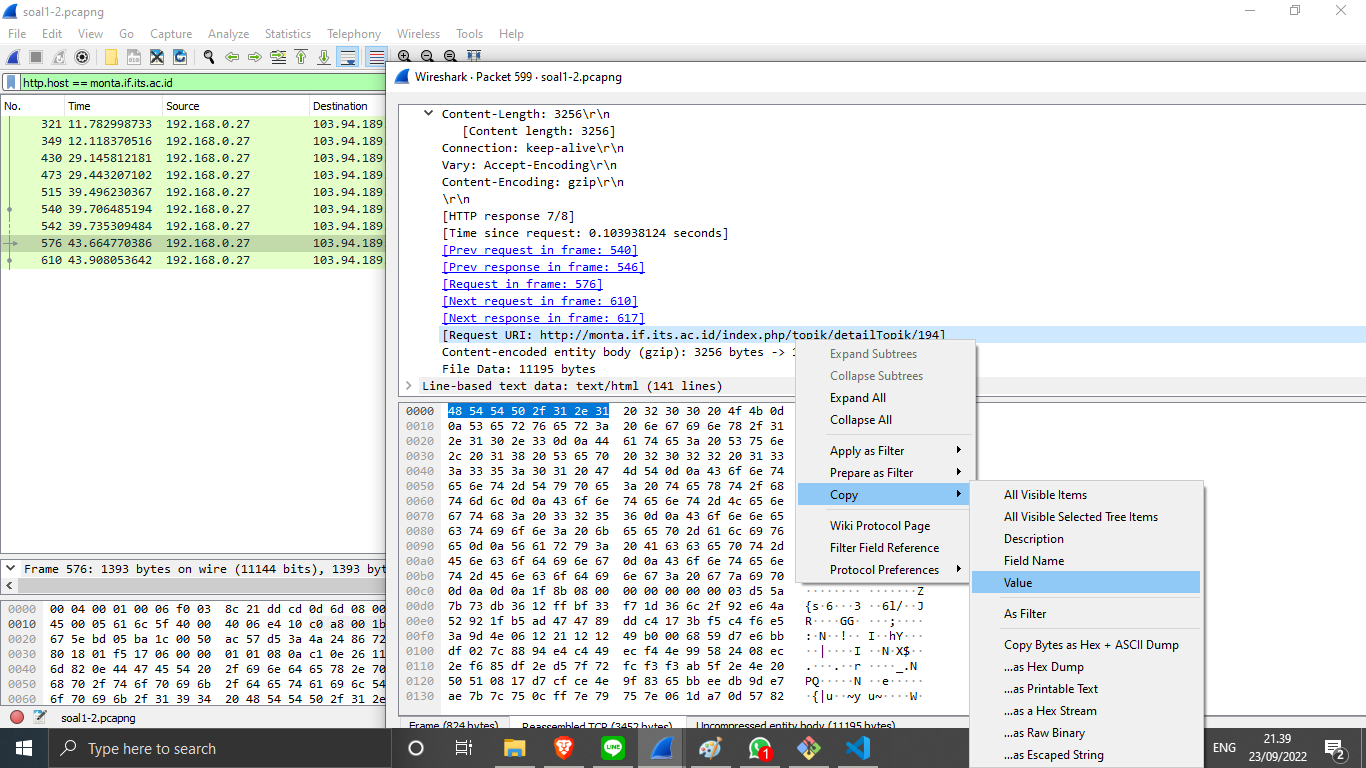 soal1-2.pcapng
File Edit View Go Capture Analyze Statistics Telephony Wireless Tools Help
http.host == monta.if.its.ac.id
No. Time Source Destination
321 11.782998733 192.168.0.27 103.94.189
349 12.118370516 192.168.0.27 103.94.189
430 29.145812181 192.168.0.27 103.94.189
473 29.443207102 192.168.0.27 103.94.189
515 39.496230367 192.168.0.27 103.94.189
540 39.706485194 192.168.0.27 103.94.189
542 39.735309484 192.168.0.27 103.94.189
576 43.664770386 192.168.0.27 103.94.189
610 43.908053642 192.168.0.27 103.94.189
Frame 576: 1393 bytes on wire (11144 bits), 1393 byt
0000 00 04 00 01 00 06 f0 03 8c 21 dd cd 0d 6d 08 00
0010 45 00 05 61 6c 5f 40 00 40 06 e4 10 c0 a8 00 1b
0020 67 5e bd 05 ba 1c 00 50 ac 57 d5 3a 4a 24 86 72
0030 80 18 01 f5 17 06 00 00 01 01 08 0a c1 0e 26 11
0040 6d 82 0e 44 47 45 54 20 2f 69 6e 64 65 78 2e 70
0050 68 70 2f 74 6f 70 69 6b 2f 64 65 74 61 69 6c 54
0060 6f 70 69 6b 2f 31 39 34 20 48 54 54 50 2f 31 2e
soal1-2.pcapng
Wireshark · Packet 599 · soal1-2.pcapng
Content-Length: 3256\r\n
[Content length: 3256]
Connection: keep-alive\r\n
Vary: Accept-Encoding\r\n
Content-Encoding: gzip\r\n
\r\n
[HTTP response 7/8]
[Time since request: 0.103938124 seconds]
[Prev request in frame: 540]
[Prev response in frame: 546]
[Request in frame: 576]
[Next request in frame: 610]
[Next response in frame: 617]
[Request URI: http://monta.if.its.ac.id/index.php/topik/detailTopik/194]
Content-encoded entity body (gzip): 3256 bytes -> 1
File Data: 11195 bytes
Line-based text data: text/html (141 lines)
0000 48 54 54 50 2f 31 2e 31 20 32 30 30 20 4f 4b 0d
0010 0a 53 65 72 76 65 72 3a 20 6e 67 69 6e 78 2f 31
0020 2e 31 30 2e 33 0d 0a 44 61 74 65 3a 20 53 75 6e
0030 2c 20 31 38 20 53 65 70 20 32 30 32 32 20 31 33
0040 3a 33 35 3a 30 31 20 47 4d 54 0d 0a 43 6f 6e 74
0050 65 6e 74 2d 54 79 70 65 3a 20 74 65 78 74 2f 68
0060 74 6d 6c 0d 0a 43 6f 6e 74 65 6e 74 2d 4c 65 6e
0070 67 74 68 3a 20 33 32 35 36 0d 0a 43 6f 6e 6e 65
0080 63 74 69 6f 6e 3a 20 6b 65 65 70 2d 61 6c 69 76
0090 65 0d 0a 56 61 72 79 3a 20 41 63 63 65 70 74 2d
00a0 45 6e 63 6f 64 69 6e 67 0d 0a 43 6f 6e 74 65 6e
00b0 74 2d 45 6e 63 6f 64 69 6e 67 3a 20 67 7a 69 70
00c0 0d 0a 0d 0a 1f 8b 08 00 00 00 00 00 00 03 d5 5a ········ ·······Z
00d0 7b 73 db 36 12 ff bf 33 f7 1d 36 6c 2f 92 e6 4a {s·6···3 ··6l/··J
00e0 52 92 1f b5 ad 47 47 89 dd c4 17 3b f5 c4 f6 e5 R····GG· ···;····
00f0 3a 9d 4e 06 12 21 12 12 49 b0 00 68 59 d7 e6 bb :·N··!·· I··hY···
0100 df 02 7c 88 94 e4 c4 49 ec f4 4e 99 58 24 08 ec ··|····I ··N·X$··
0110 2e f6 85 df 2e d5 7f 72 fc f3 f3 ab 5f 2e 4e 20 ....··r ····_.N
0120 50 51 08 17 d7 cf ce 4e 9f 83 65 bb ee db 9d e7 PQ·····N ··e·····
0130 ae 7b 7c 75 0c ff 7e 79 75 7e 06 1d a7 0d 57 82 ·{|u··~y u~····W·
Frame (824 bytes) Reassembled TCP (3452 bytes) Uncompressed entity body (11195 bytes)
Expand Subtrees
Collapse Subtrees
Expand All
Collapse All
Apply as Filter
Prepare as Filter
Copy
Wiki Protocol Page
Filter Field Reference
Protocol Preferences
All Visible Items
All Visible Selected Tree Items
Description
Field Name
Value
As Filter
Copy Bytes as Hex + ASCII Dump
...as Hex Dump
...as Printable Text
...as a Hex Stream
...as Raw Binary
...as Escaped String
Type here to search
LINE
1
ENG
21.39
23/09/2022
2